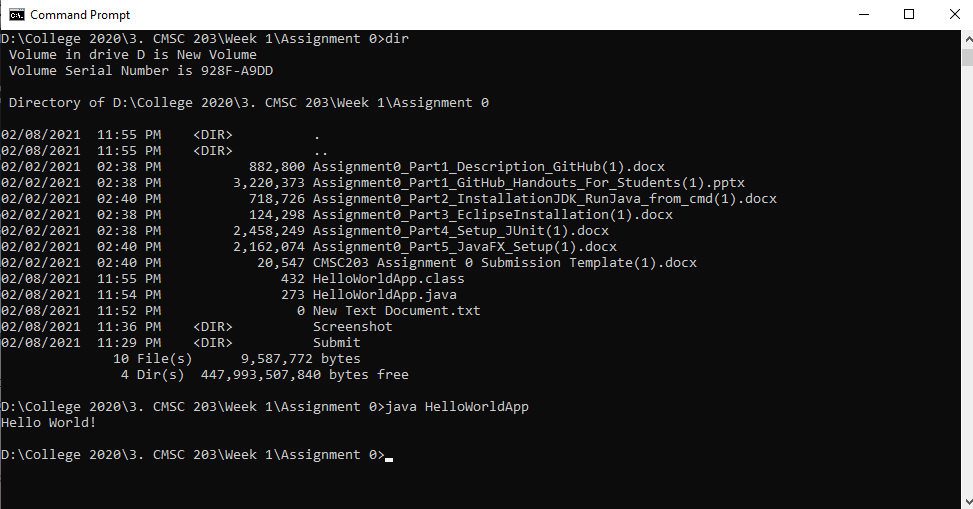 Command Prompt
D:\College 2020\3. CMSC 203\Week 1\Assignment 0>dir
 Volume in drive D is New Volume
 Volume Serial Number is 928F-A9DD

 Directory of D:\College 2020\3. CMSC 203\Week 1\Assignment 0

02/08/2021  11:55 PM    <DIR>          .
02/08/2021  11:55 PM    <DIR>          ..
02/02/2021  02:38 PM           882,800 Assignment0_Part1_Description_GitHub(1).docx
02/02/2021  02:38 PM         3,220,373 Assignment0_Part1_GitHub_Handouts_For_Students(1).pptx
02/02/2021  02:40 PM           718,726 Assignment0_Part2_InstallationJDK_RunJava_from_cmd(1).docx
02/02/2021  02:38 PM           124,298 Assignment0_Part3_EclipseInstallation(1).docx
02/02/2021  02:38 PM         2,458,249 Assignment0_Part4_Setup_JUnit(1).docx
02/02/2021  02:40 PM         2,162,074 Assignment0_Part5_JavaFX_Setup(1).docx
02/02/2021  02:40 PM            20,547 CMSC203 Assignment 0 Submission Template(1).docx
02/08/2021  11:55 PM               432 HelloWorldApp.class
02/08/2021  11:54 PM               273 HelloWorldApp.java
02/08/2021  11:52 PM                 0 New Text Document.txt
02/08/2021  11:36 PM    <DIR>          Screenshot
02/08/2021  11:29 PM    <DIR>          Submit
              10 File(s)      9,587,772 bytes
               4 Dir(s)  447,993,507,840 bytes free

D:\College 2020\3. CMSC 203\Week 1\Assignment 0>java HelloWorldApp
Hello World!

D:\College 2020\3. CMSC 203\Week 1\Assignment 0>